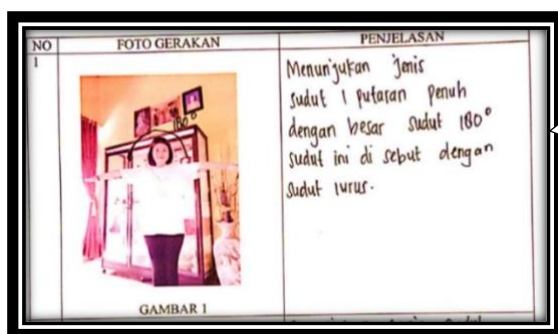 NO FOTO GERAKAN PENJELASAN
1
180°
Menunjukan Jenis
sudut 1 putaran penuh
dengan besar sudut 180°
sudut ini di sebut dengan
sudut lurus.
GAMBAR 1